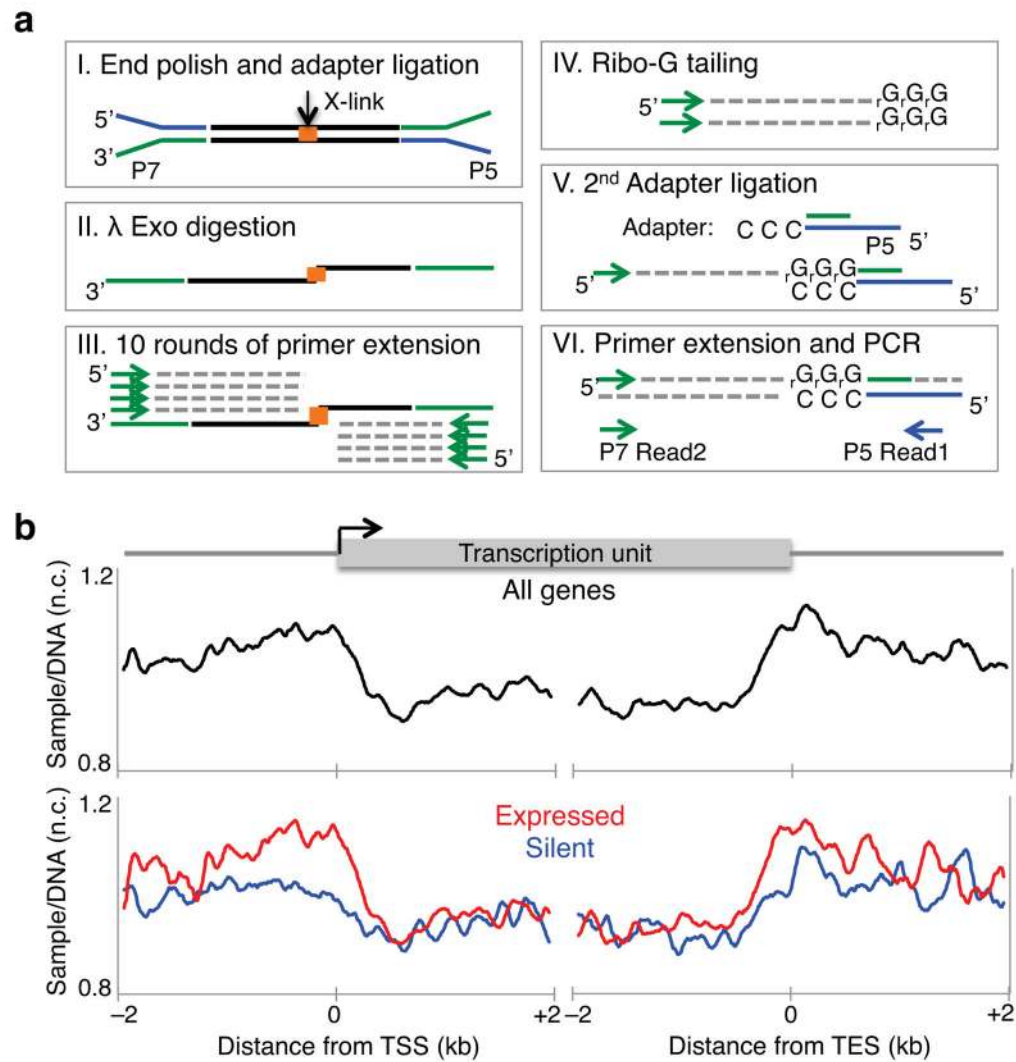 a
I. End polish and adapter ligation
X-link
5'
3'
P7
P5
II. λ Exo digestion
3'
III. 10 rounds of primer extension
5'
3'
5'
IV. Ribo-G tailing
5'
rGrGrG
rGrGrG
V. 2nd Adapter ligation
Adapter:
C C C
P5
5'
5'
rGrGrG
C C C
5'
VI. Primer extension and PCR
5'
rGrGrG
C C C
5'
P7 Read2
P5 Read1
b
Transcription unit
All genes
Sample/DNA (n.c.)
1.2
1.0
0.8
Sample/DNA (n.c.)
1.2
1.0
0.8
Expressed
Silent
–2
0
+2
–2
0
+2
Distance from TSS (kb)
Distance from TES (kb)